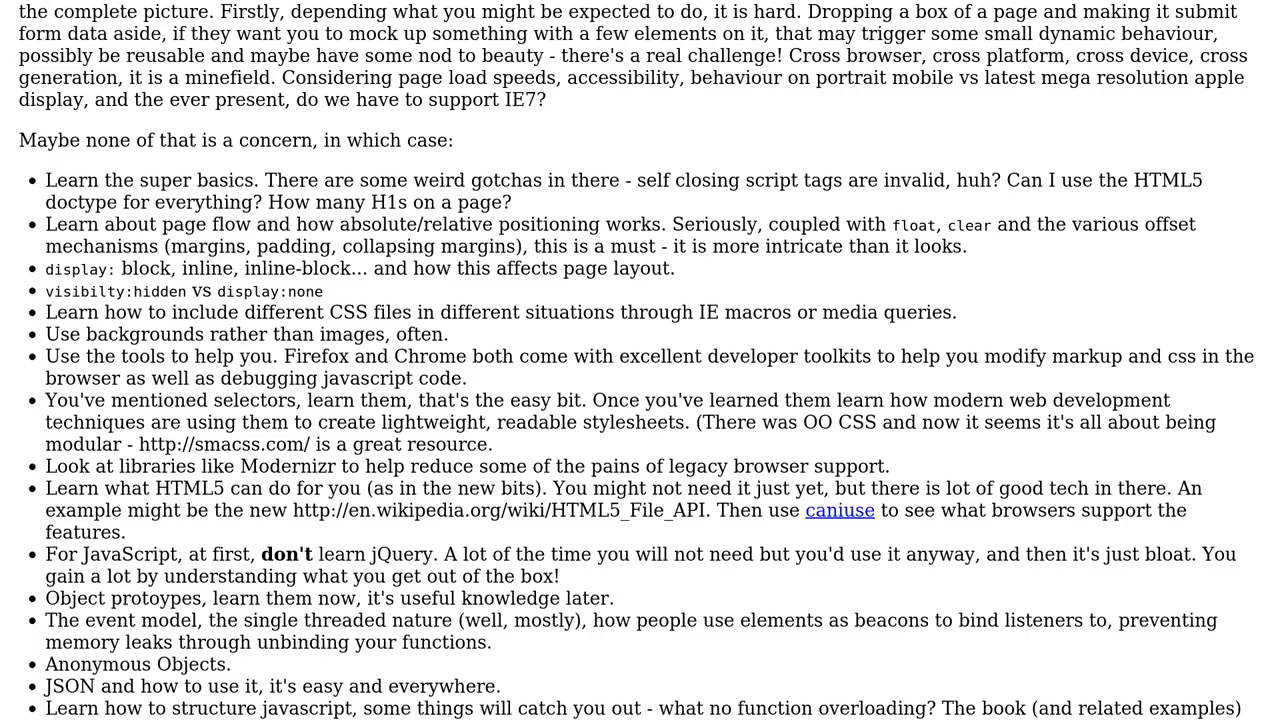 the complete picture. Firstly, depending what you might be expected to do, it is hard. Dropping a box of a page and making it submit
form data aside, if they want you to mock up something with a few elements on it, that may trigger some small dynamic behaviour,
possibly be reusable and maybe have some nod to beauty - there's a real challenge! Cross browser, cross platform, cross device, cross
generation, it is a minefield. Considering page load speeds, accessibility, behaviour on portrait mobile vs latest mega resolution apple
display, and the ever present, do we have to support IE7?
Maybe none of that is a concern, in which case:
• Learn the super basics. There are some weird gotchas in there - self closing script tags are invalid, huh? Can I use the HTML5
doctype for everything? How many H1s on a page?
• Learn about page flow and how absolute/relative positioning works. Seriously, coupled with float, clear and the various offset
mechanisms (margins, padding, collapsing margins), this is a must - it is more intricate than it looks.
• display: block, inline, inline-block... and how this affects page layout.
• visibilty:hidden vs display:none
• Learn how to include different CSS files in different situations through IE macros or media queries.
• Use backgrounds rather than images, often.
• Use the tools to help you. Firefox and Chrome both come with excellent developer toolkits to help you modify markup and css in the
browser as well as debugging javascript code.
• You've mentioned selectors, learn them, that's the easy bit. Once you've learned them learn how modern web development
techniques are using them to create lightweight, readable stylesheets. (There was OO CSS and now it seems it's all about being
modular - http://smacss.com/ is a great resource.
• Look at libraries like Modernizr to help reduce some of the pains of legacy browser support.
• Learn what HTML5 can do for you (as in the new bits). You might not need it just yet, but there is lot of good tech in there. An
example might be the new http://en.wikipedia.org/wiki/HTML5_File_API. Then use caniuse to see what browsers support the
features.
• For JavaScript, at first, don't learn jQuery. A lot of the time you will not need but you'd use it anyway, and then it's just bloat. You
gain a lot by understanding what you get out of the box!
• Object protoypes, learn them now, it's useful knowledge later.
• The event model, the single threaded nature (well, mostly), how people use elements as beacons to bind listeners to, preventing
memory leaks through unbinding your functions.
• Anonymous Objects.
• JSON and how to use it, it's easy and everywhere.
• Learn how to structure javascript, some things will catch you out - what no function overloading? The book (and related examples)